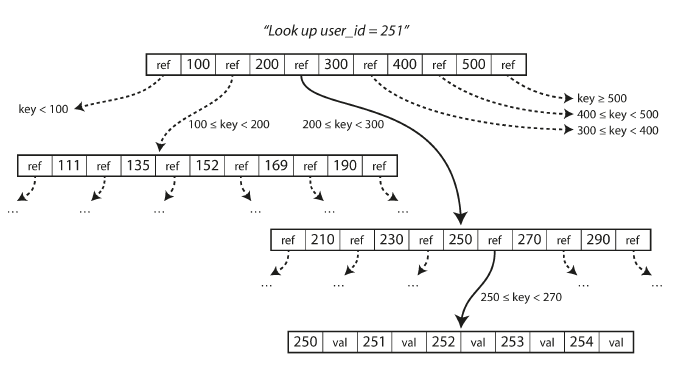 “Look up user_id = 251”
ref 100 ref 200 ref 300 ref 400 ref 500 ref
key < 100
key ≥ 500
400 ≤ key < 500
300 ≤ key < 400
100 ≤ key < 200
200 ≤ key < 300
ref 111 ref 135 ref 152 ref 169 ref 190 ref
... ... ... ... ... ...
ref 210 ref 230 ref 250 ref 270 ref 290 ref
... ... ... ... ...
250 ≤ key < 270
250 val 251 val 252 val 253 val 254 val